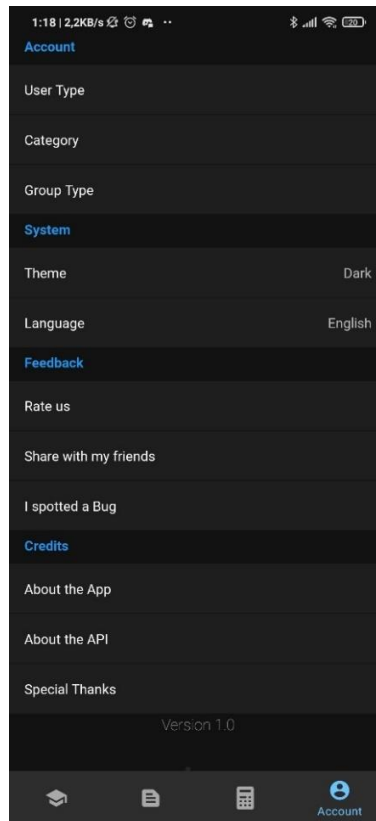 1:18 | 2,2KB/s
20
Account
User Type
Category
Group Type
System
Theme Dark
Language English
Feedback
Rate us
Share with my friends
I spotted a Bug
Credits
About the App
About the API
Special Thanks
Version 1.0
Account